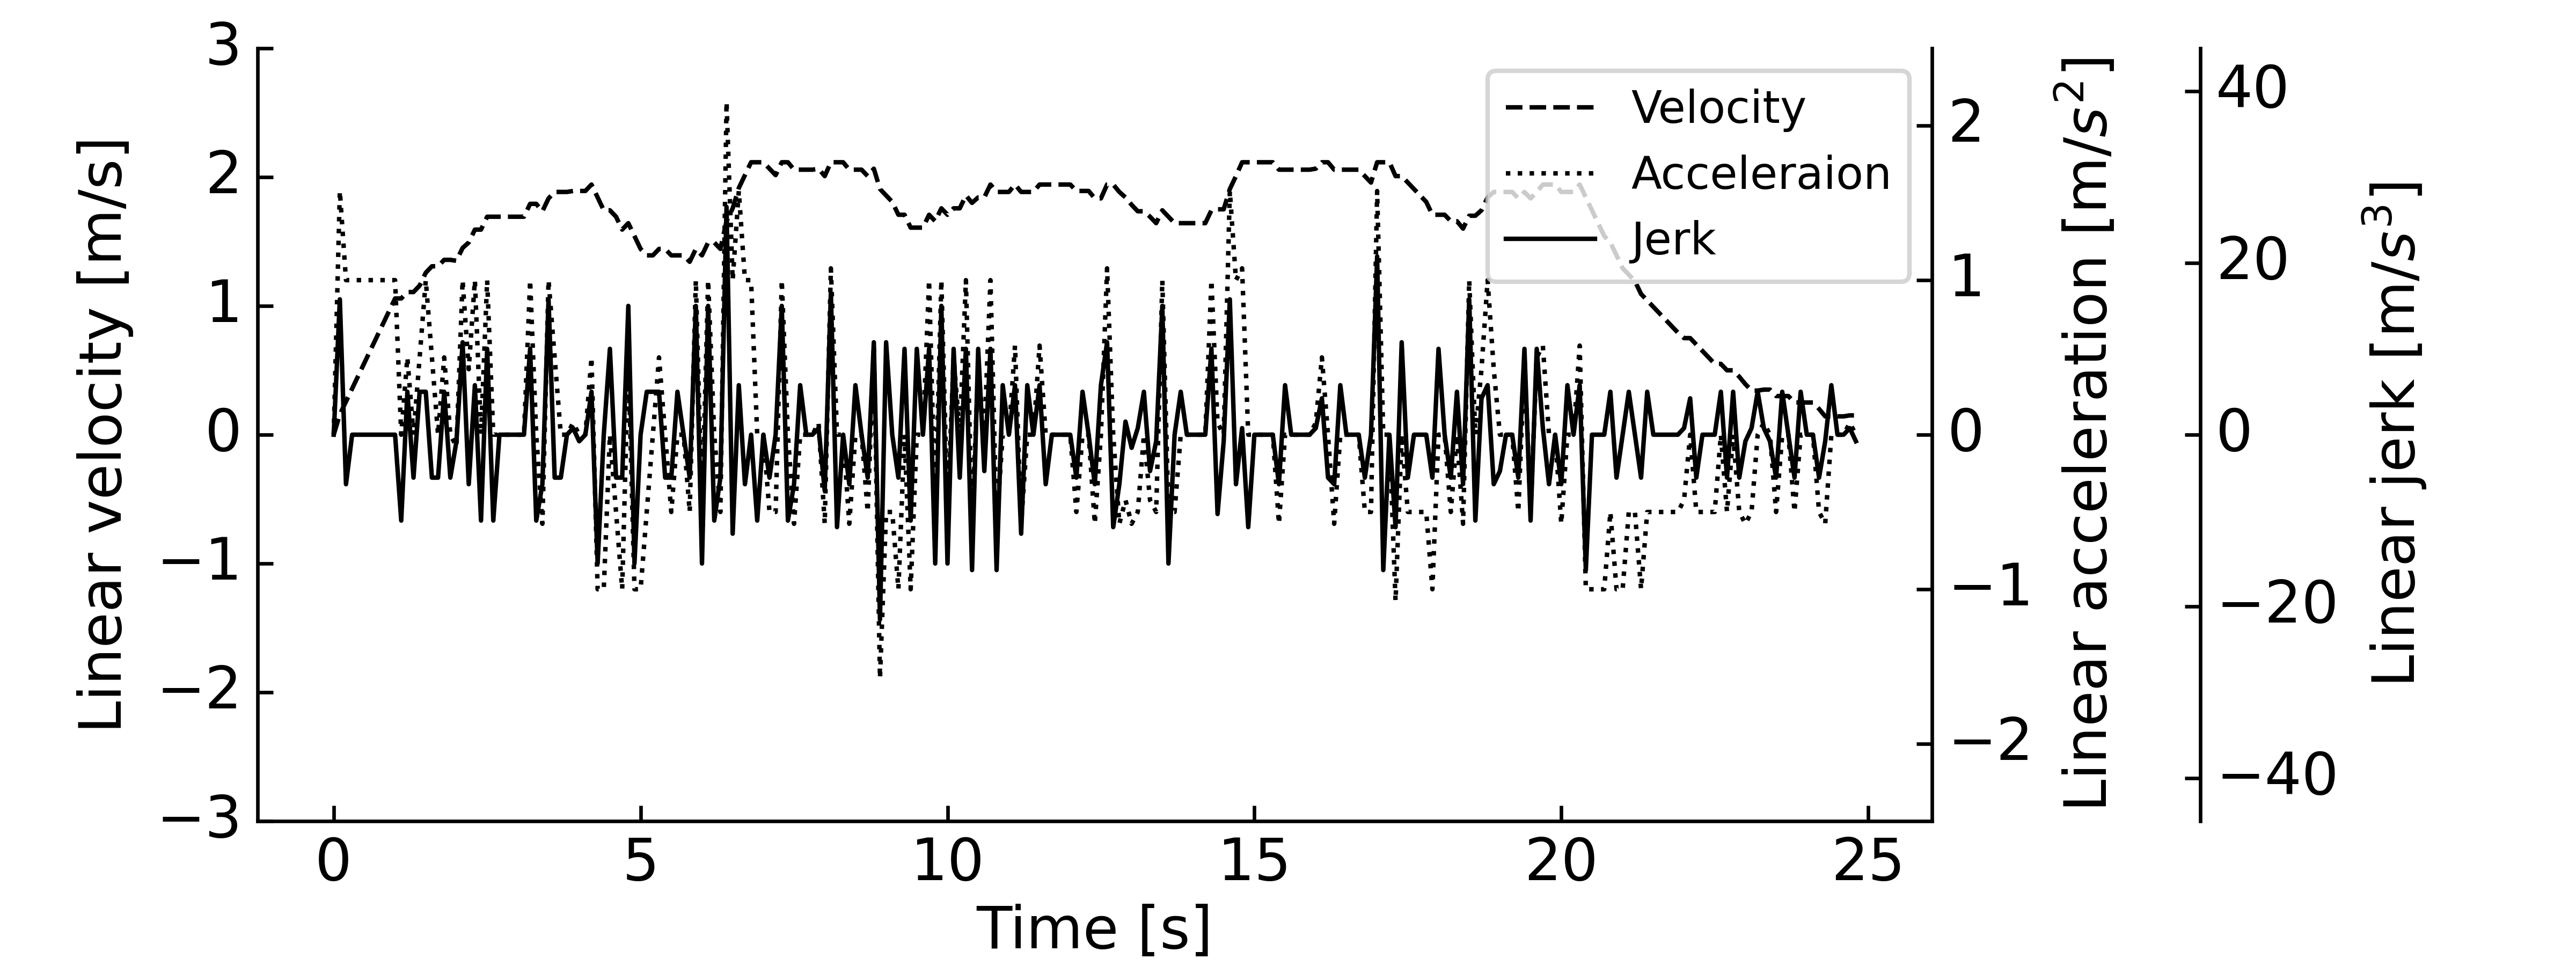 Linear velocity [m/s]
3
2
1
0
−1
−2
−3
0 5 10 15 20 25
Time [s]
Velocity
Acceleraion
Jerk
2
1
0
−1
−2
Linear acceleration [m/s²]
40
20
0
−20
−40
Linear jerk [m/s³]